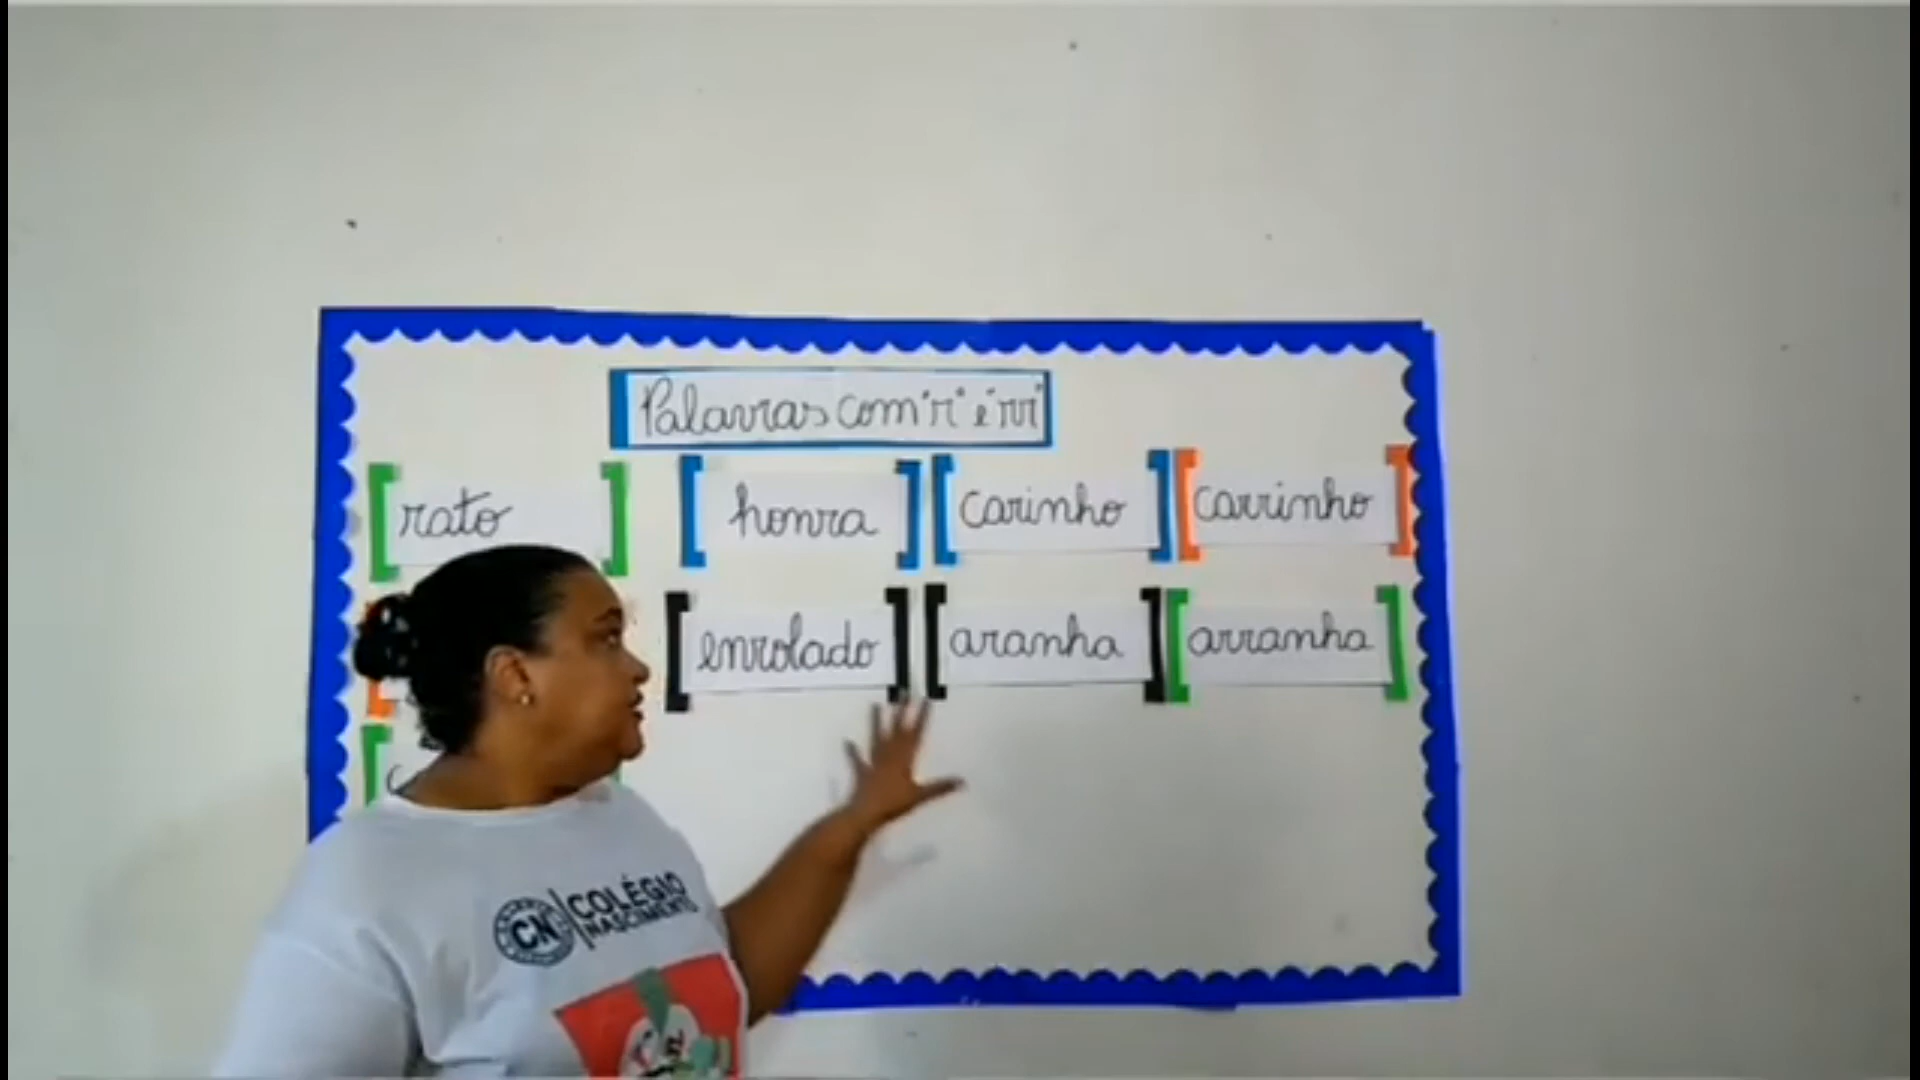 Palavras com "r" e "rr"
rato
honra
carinho
carrinho
enrolado
aranha
arranha
CN
COLÉGIO
NASCIMENTO